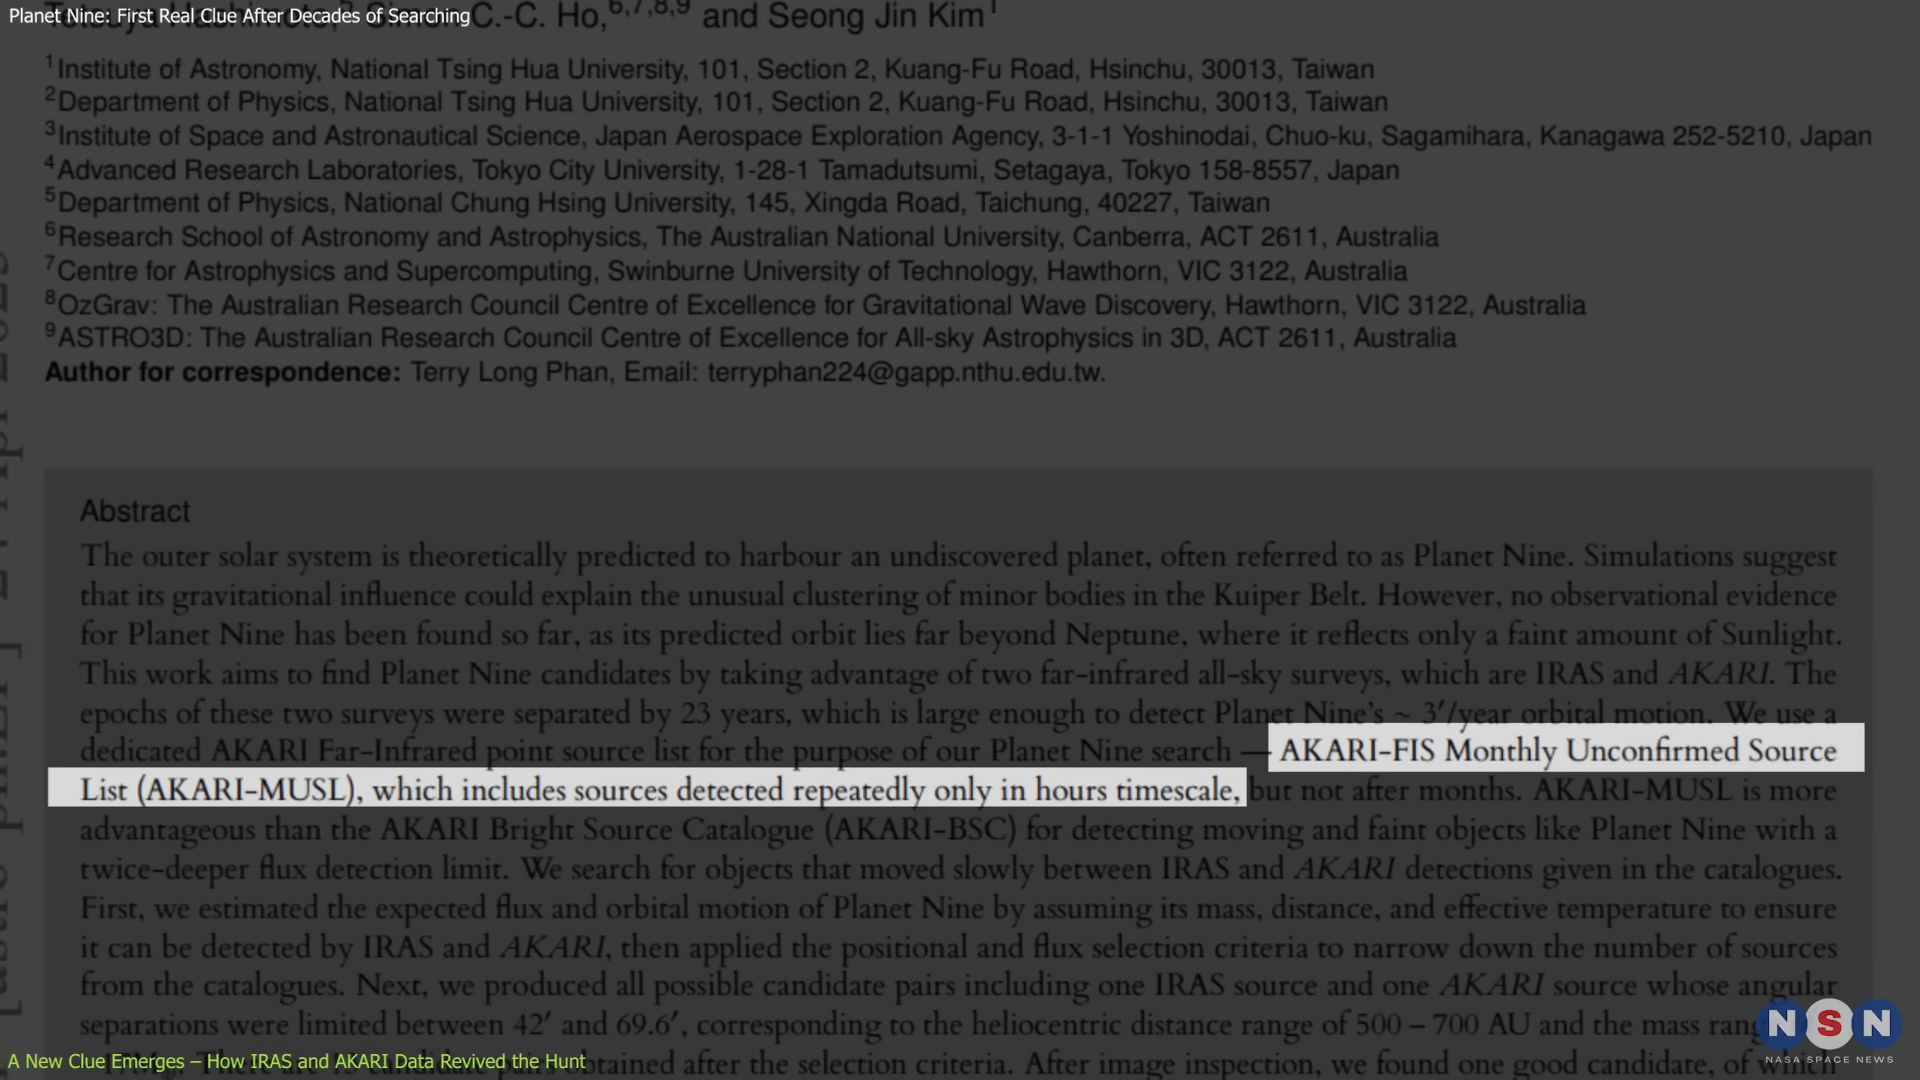 Planet Nine: First Real Clue After Decades of Searching
C.-C. Ho,6,7,8,9 and Seong Jin Kim1
1Institute of Astronomy, National Tsing Hua University, 101, Section 2, Kuang-Fu Road, Hsinchu, 30013, Taiwan
2Department of Physics, National Tsing Hua University, 101, Section 2, Kuang-Fu Road, Hsinchu, 30013, Taiwan
3Institute of Space and Astronautical Science, Japan Aerospace Exploration Agency, 3-1-1 Yoshinodai, Chuo-ku, Sagamihara, Kanagawa 252-5210, Japan
4Advanced Research Laboratories, Tokyo City University, 1-28-1 Tamadutsumi, Setagaya, Tokyo 158-8557, Japan
5Department of Physics, National Chung Hsing University, 145, Xingda Road, Taichung, 40227, Taiwan
6Research School of Astronomy and Astrophysics, The Australian National University, Canberra, ACT 2611, Australia
7Centre for Astrophysics and Supercomputing, Swinburne University of Technology, Hawthorn, VIC 3122, Australia
8OzGrav: The Australian Research Council Centre of Excellence for Gravitational Wave Discovery, Hawthorn, VIC 3122, Australia
9ASTRO3D: The Australian Research Council Centre of Excellence for All-sky Astrophysics in 3D, ACT 2611, Australia
Author for correspondence: Terry Long Phan, Email: terryphan224@gapp.nthu.edu.tw.
Abstract
The outer solar system is theoretically predicted to harbour an undiscovered planet, often referred to as Planet Nine. Simulations suggest
that its gravitational influence could explain the unusual clustering of minor bodies in the Kuiper Belt. However, no observational evidence
for Planet Nine has been found so far, as its predicted orbit lies far beyond Neptune, where it reflects only a faint amount of Sunlight.
This work aims to find Planet Nine candidates by taking advantage of two far-infrared all-sky surveys, which are IRAS and AKARI. The
epochs of these two surveys were separated by 23 years, which is large enough to detect Planet Nine's ~ 3′/year orbital motion. We use a
dedicated AKARI Far-Infrared point source list for the purpose of our Planet Nine search — AKARI-FIS Monthly Unconfirmed Source
List (AKARI-MUSL), which includes sources detected repeatedly only in hours timescale, but not after months. AKARI-MUSL is more
advantageous than the AKARI Bright Source Catalogue (AKARI-BSC) for detecting moving and faint objects like Planet Nine with a
twice-deeper flux detection limit. We search for objects that moved slowly between IRAS and AKARI detections given in the catalogues.
First, we estimated the expected flux and orbital motion of Planet Nine by assuming its mass, distance, and effective temperature to ensure
it can be detected by IRAS and AKARI, then applied the positional and flux selection criteria to narrow down the number of sources
from the catalogues. Next, we produced all possible candidate pairs including one IRAS source and one AKARI source whose angular
separations were limited between 42′ and 69.6′, corresponding to the heliocentric distance range of 500 – 700 AU and the mass
obtained after the selection criteria. After image inspection, we found one good candidate, of which
A New Clue Emerges – How IRAS and AKARI Data Revived the Hunt
NSN
NASA SPACE NEWS